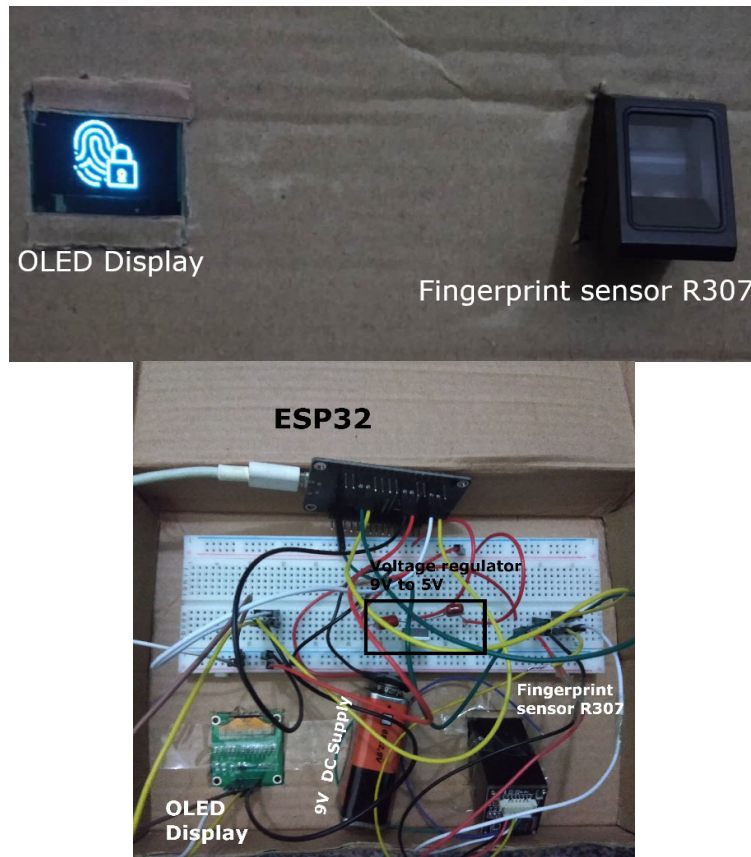 OLED Display
Fingerprint sensor R307
ESP32
Voltage regulator
9V to 5V
Fingerprint
sensor R307
9V DC Supply
OLED
Display